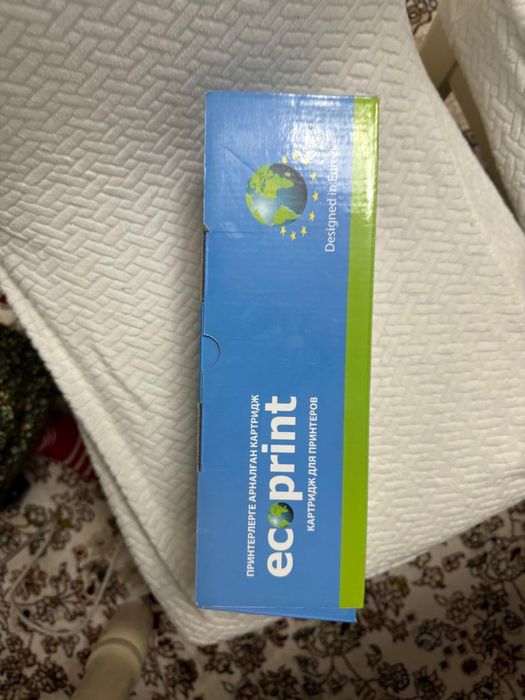 ПРИНТЕРЛЕРГЕ АРНАЛҒАН КАРТРИДЖ
ecoprint
КАРТРИДЖ ДЛЯ ПРИНТЕРОВ
Designed in Europe